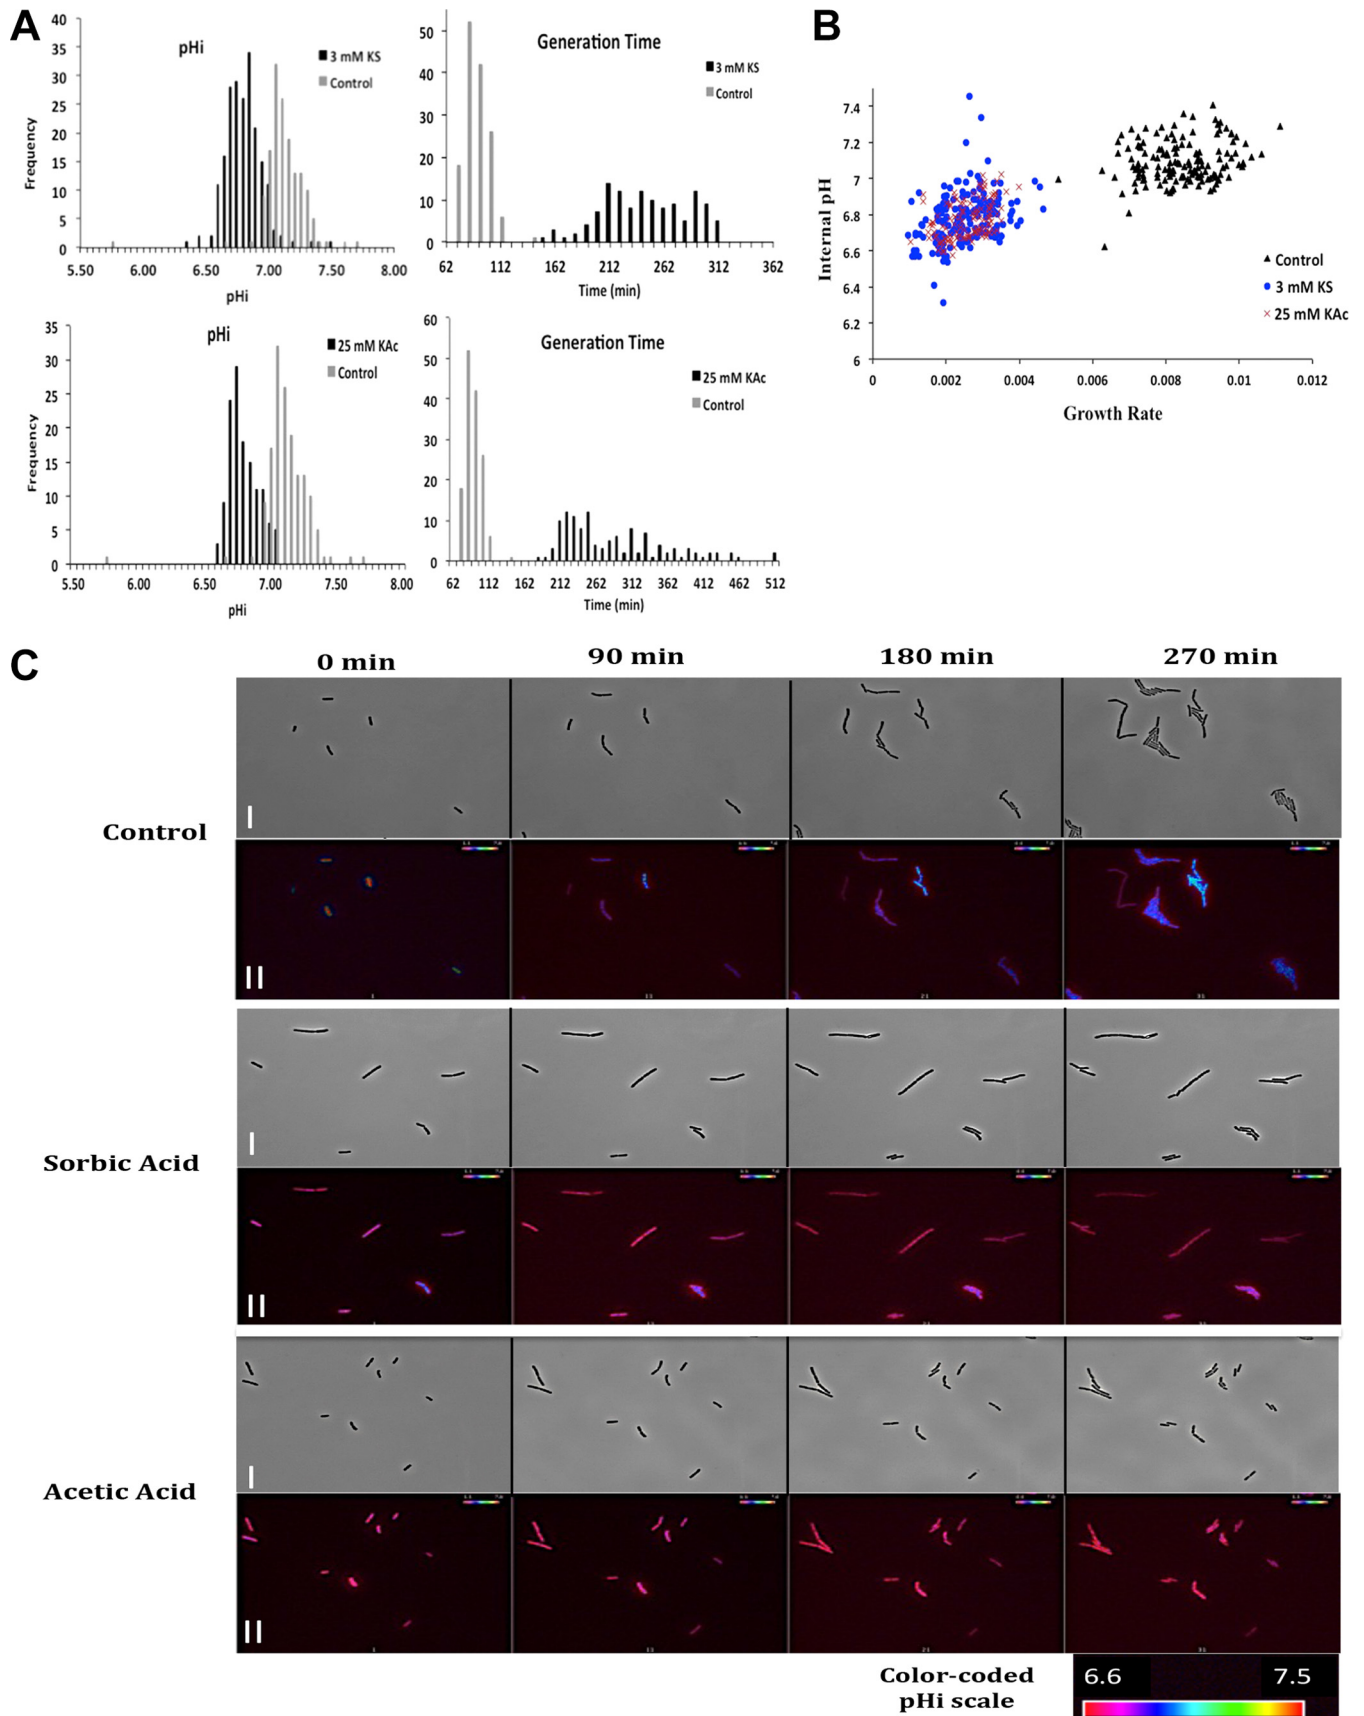 A
pHi
3 mM KS
Control
Frequency
40
35
30
25
20
15
10
5
0
5.50 6.00 6.50 7.00 7.50 8.00
pHi
Generation Time
3 mM KS
Control
50
40
30
20
10
0
62 112 162 212 262 312 362
Time (min)
B
Internal pH
7.4
7.2
7
6.8
6.6
6.4
6.2
6
0 0.002 0.004 0.006 0.008 0.01 0.012
Growth Rate
Control
3 mM KS
25 mM KAc
pHi
25 mM KAc
Control
Frequency
35
30
25
20
15
10
5
0
5.50 6.00 6.50 7.00 7.50 8.00
pHi
Generation Time
25 mM KAc
Control
60
50
40
30
20
10
0
62 112 162 212 262 312 362 412 462 512
Time (min)
C
0 min 90 min 180 min 270 min
Control
I
II
Sorbic Acid
I
II
Acetic Acid
I
II
Color-coded
pHi scale
6.6 7.5